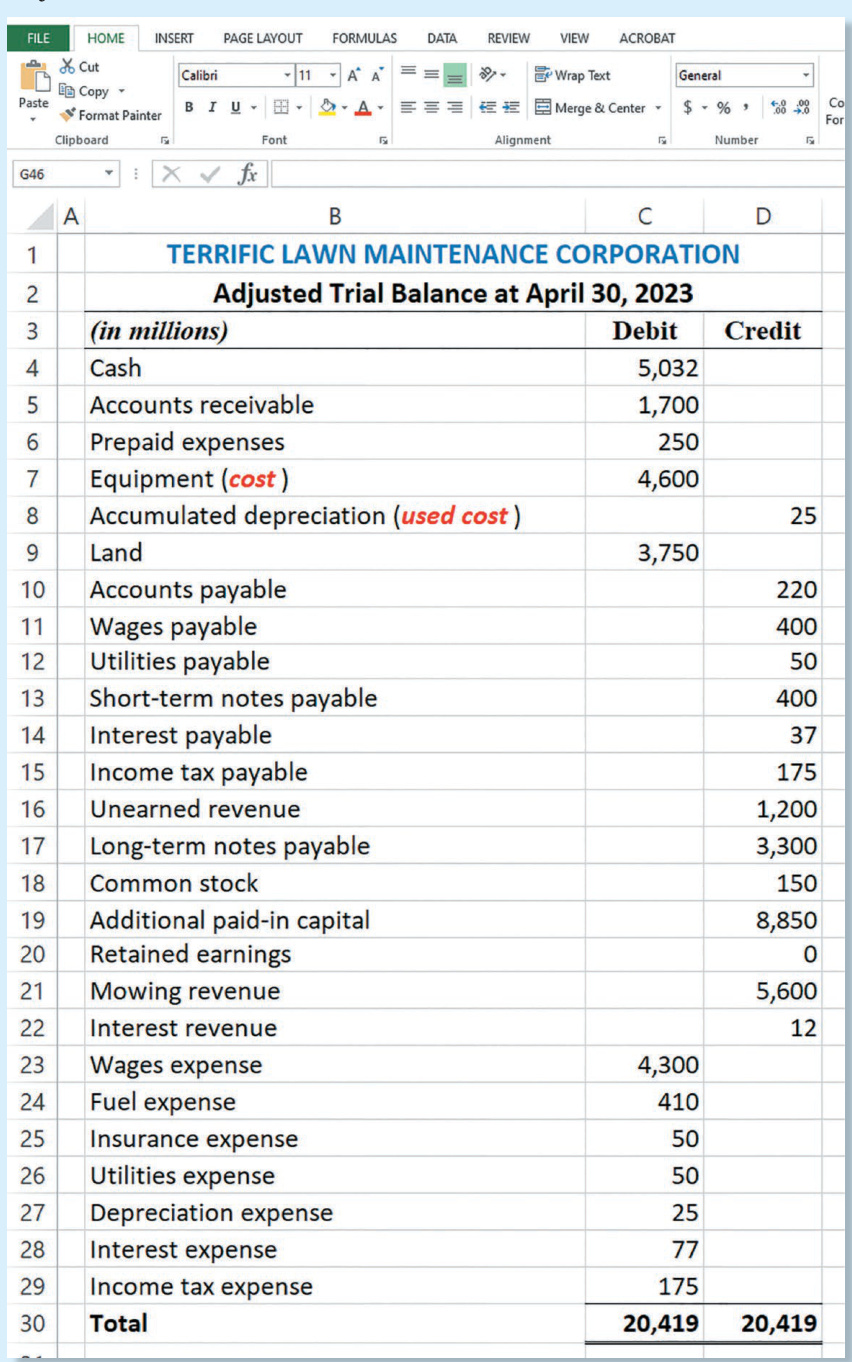 FILE HOME INSERT PAGE LAYOUT FORMULAS DATA REVIEW VIEW ACROBAT
Cut
Calibri 11 A A Wrap Text General
Copy
Paste
Format Painter B I U A Merge & Center $ % , .00 .0 Co
For
Clipboard Font Alignment Number
G46 fx
A B C D
1 TERRIFIC LAWN MAINTENANCE CORPORATION
2 Adjusted Trial Balance at April 30, 2023
3 (in millions) Debit Credit
4 Cash 5,032
5 Accounts receivable 1,700
6 Prepaid expenses 250
7 Equipment (cost ) 4,600
8 Accumulated depreciation (used cost ) 25
9 Land 3,750
10 Accounts payable 220
11 Wages payable 400
12 Utilities payable 50
13 Short-term notes payable 400
14 Interest payable 37
15 Income tax payable 175
16 Unearned revenue 1,200
17 Long-term notes payable 3,300
18 Common stock 150
19 Additional paid-in capital 8,850
20 Retained earnings 0
21 Mowing revenue 5,600
22 Interest revenue 12
23 Wages expense 4,300
24 Fuel expense 410
25 Insurance expense 50
26 Utilities expense 50
27 Depreciation expense 25
28 Interest expense 77
29 Income tax expense 175
30 Total 20,419 20,419